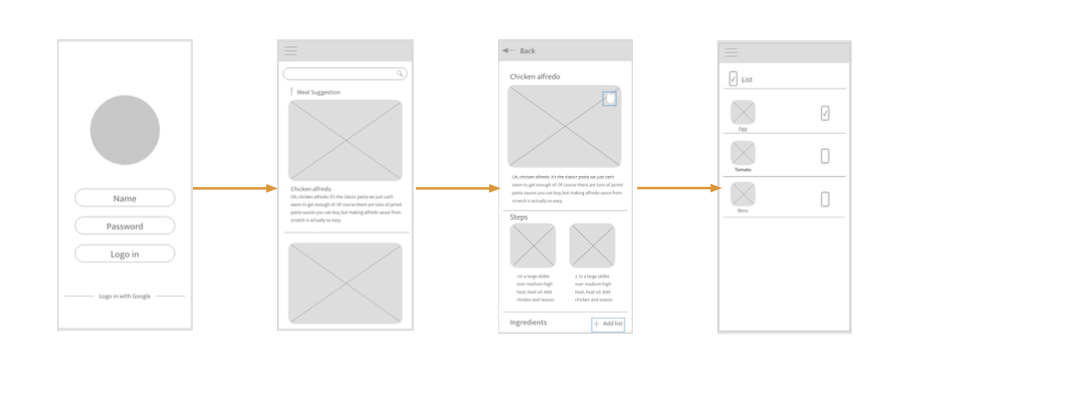 Name
Password
Logo in
Logo in with Google
Meal Suggestion
Chicken alfredo
Oh, chicken alfredo. It's the classic pasta we just can't
seem to get enough of. Of course there are tons of jarred
pasta sauces you can buy, but making alfredo sauce from
scratch is actually so easy.
Back
Chicken alfredo
Oh, chicken alfredo. It's the classic pasta we just can't
seem to get enough of. Of course there are tons of jarred
pasta sauces you can buy, but making alfredo sauce from
scratch is actually so easy.
Steps
1.In a large skillet
over medium-high
heat, heat oil. Add
chicken and season
2. In a large skillet
over medium-high
heat, heat oil. Add
chicken and season
Ingredients
Add list
List
Egg
Tomato